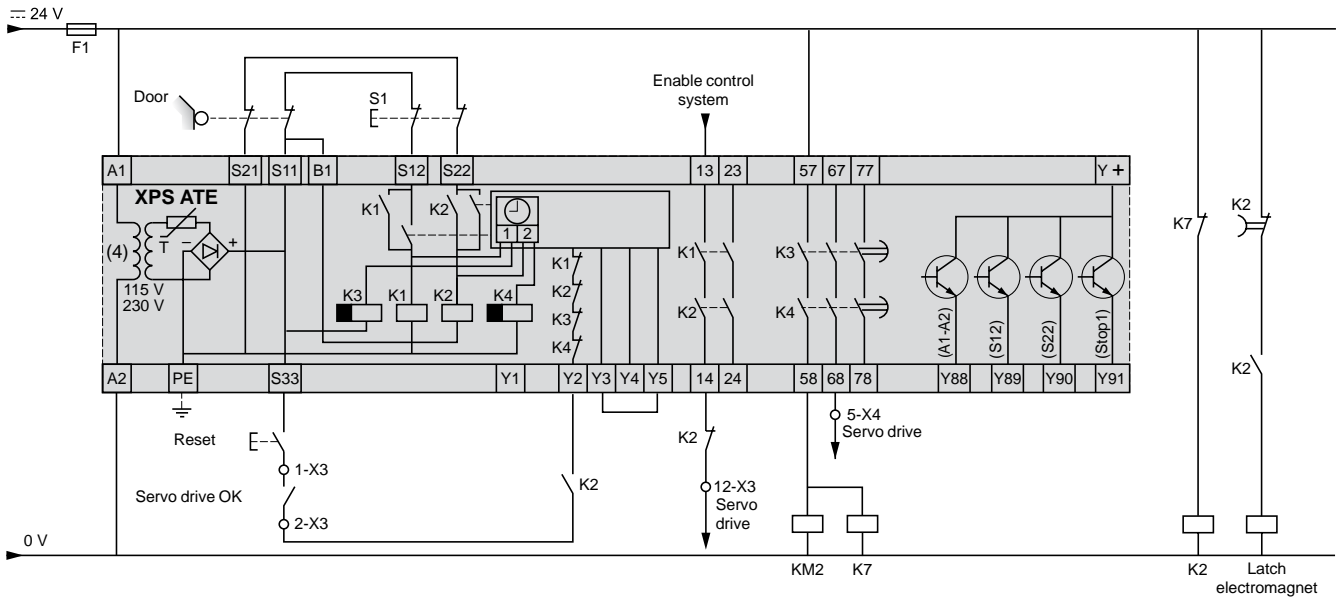 24 V
F1
Door
S1
Enable control
system
A1
S21
S11
B1
S12
S22
13
23
57
67
77
Y +
XPS ATE
K1
K2
1
2
(4)
T
–
+
115 V
230 V
K3
K1
K2
K4
K1
K2
K3
K4
K1
K2
K3
K4
(A1-A2)
(S12)
(S22)
(Stop1)
K7
K2
K2
A2
PE
S33
Y1
Y2
Y3
Y4
Y5
14
24
58
68
78
Y88
Y89
Y90
Y91
Reset
1-X3
Servo drive OK
2-X3
K2
K2
12-X3
Servo
drive
5-X4
Servo drive
0 V
KM2
K7
K2
Latch
electromagnet